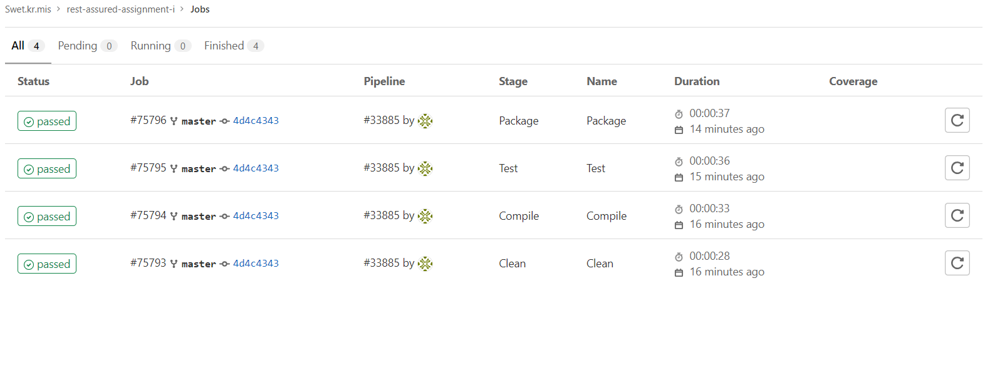 Swet.kr.mis > rest-assured-assignment-i > Jobs
All 4 Pending 0 Running 0 Finished 4
Status Job Pipeline Stage Name Duration Coverage
passed #75796 master 4d4c4343 #33885 by Package Package 00:00:37
14 minutes ago
passed #75795 master 4d4c4343 #33885 by Test Test 00:00:36
15 minutes ago
passed #75794 master 4d4c4343 #33885 by Compile Compile 00:00:33
16 minutes ago
passed #75793 master 4d4c4343 #33885 by Clean Clean 00:00:28
16 minutes ago